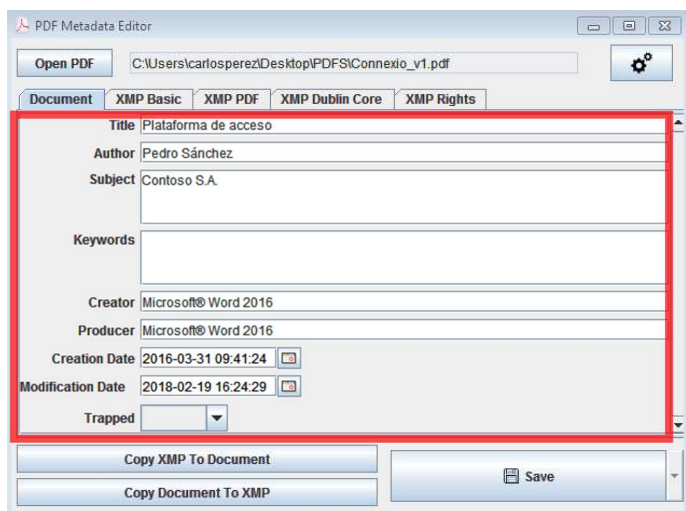 PDF Metadata Editor
Open PDF C:\Users\carlosperez\Desktop\PDFS\Connexio_v1.pdf
Document XMP Basic XMP PDF XMP Dublin Core XMP Rights
Title Plataforma de acceso
Author Pedro Sánchez
Subject Contoso S.A.
Keywords
Creator Microsoft® Word 2016
Producer Microsoft® Word 2016
Creation Date 2016-03-31 09:41:24
Modification Date 2018-02-19 16:24:29
Trapped
Copy XMP To Document
Save
Copy Document To XMP